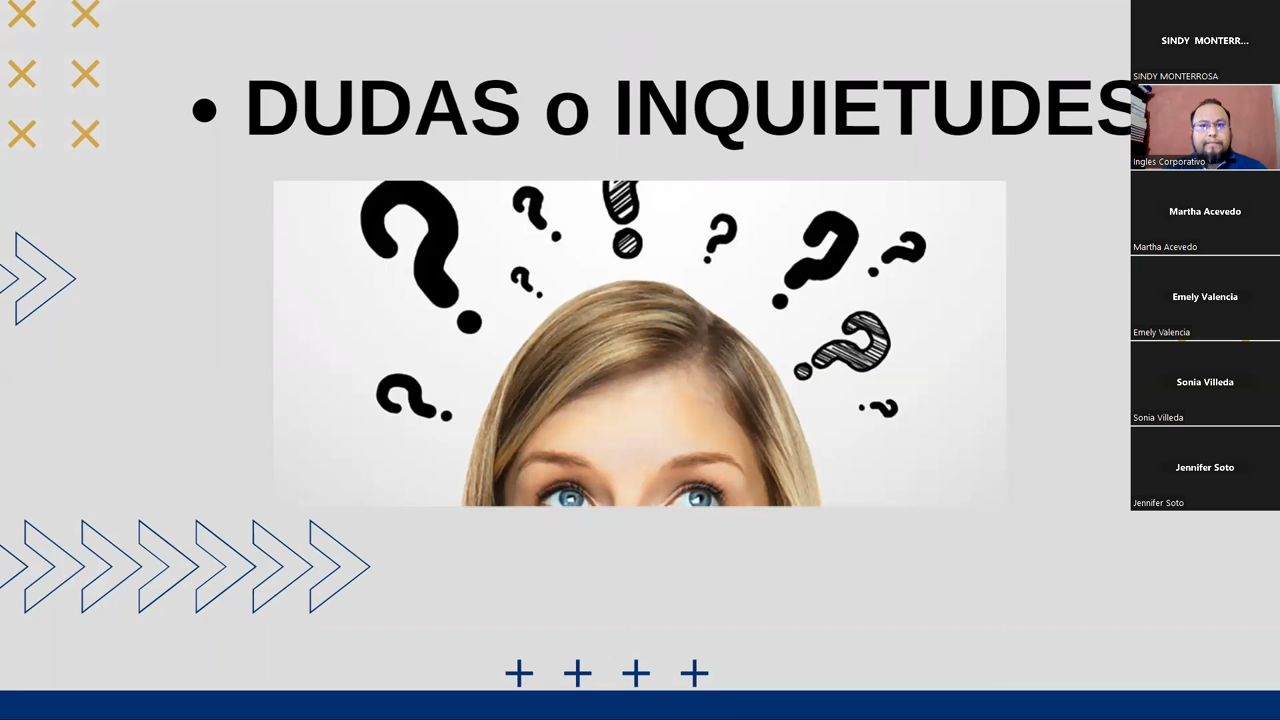 • DUDAS o INQUIETUDES
SINDY MONTERR...
SINDY MONTERROSA
Ingles Corporativo
Martha Acevedo
Martha Acevedo
Emely Valencia
Emely Valencia
Sonia Villeda
Sonia Villeda
Jennifer Soto
Jennifer Soto